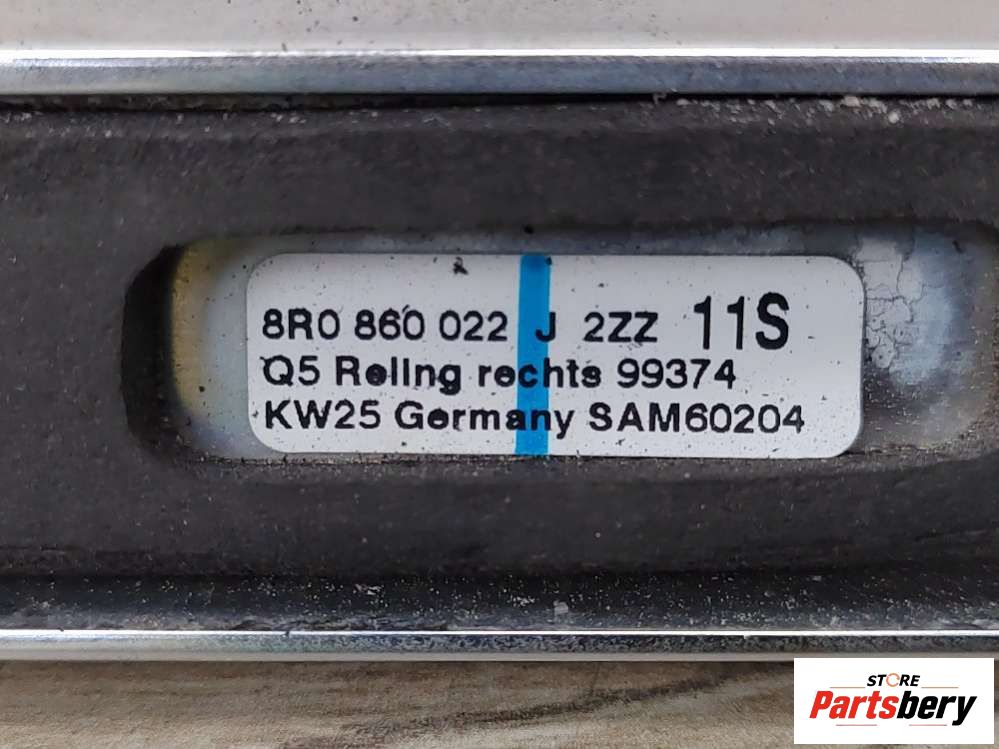 8R0 860 022 J 2ZZ 11S
Q5 Reling rechts 99374
KW25 Germany SAM60204
STORE
Partsbery